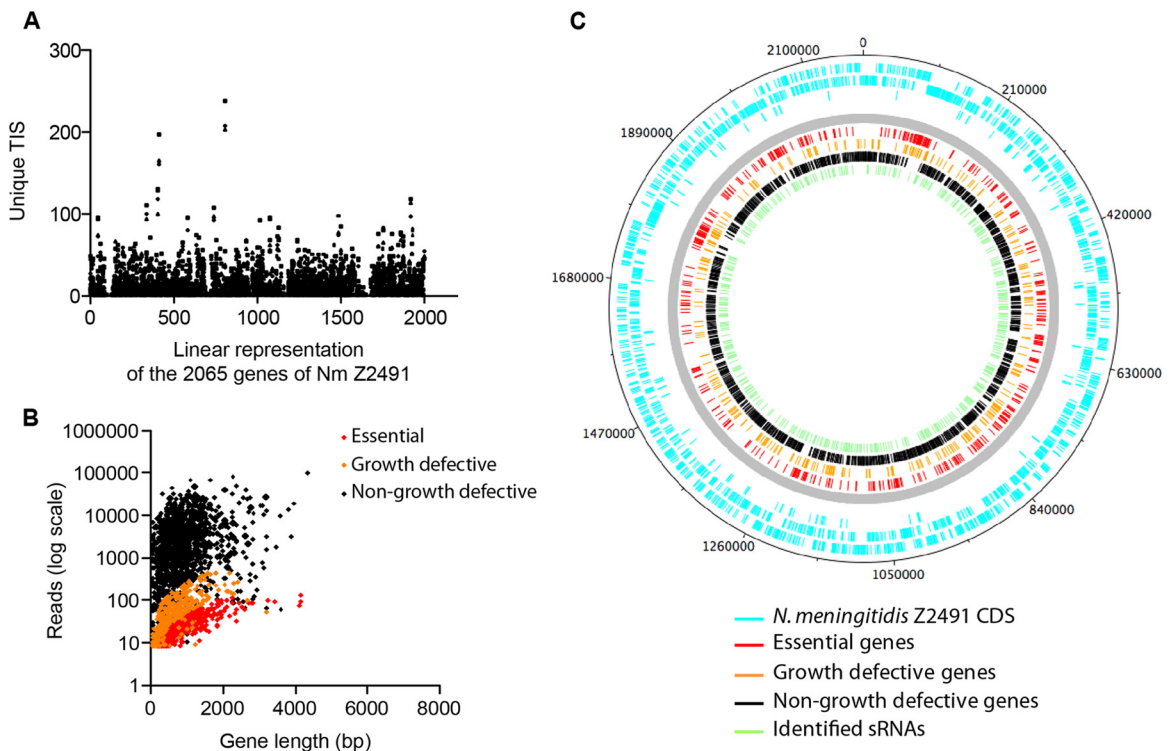 A
300
200
100
0
Unique TIS
0
500
1000
1500
2000
Linear representation
of the 2065 genes of Nm Z2491
B
1000000
100000
10000
1000
100
10
1
Reads (log scale)
0
2000
4000
6000
8000
Gene length (bp)
Essential
Growth defective
Non-growth defective
C
0
210000
420000
630000
840000
1050000
1260000
1470000
1680000
1890000
2100000
N. meningitidis Z2491 CDS
Essential genes
Growth defective genes
Non-growth defective genes
Identified sRNAs